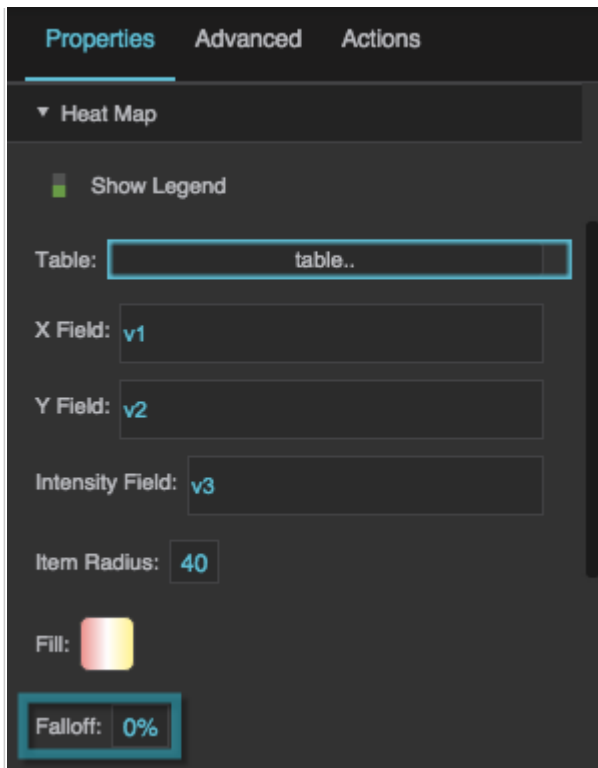 Properties Advanced Actions
Heat Map
Show Legend
Table: table..
X Field: v1
Y Field: v2
Intensity Field: v3
Item Radius: 40
Fill:
Falloff: 0%